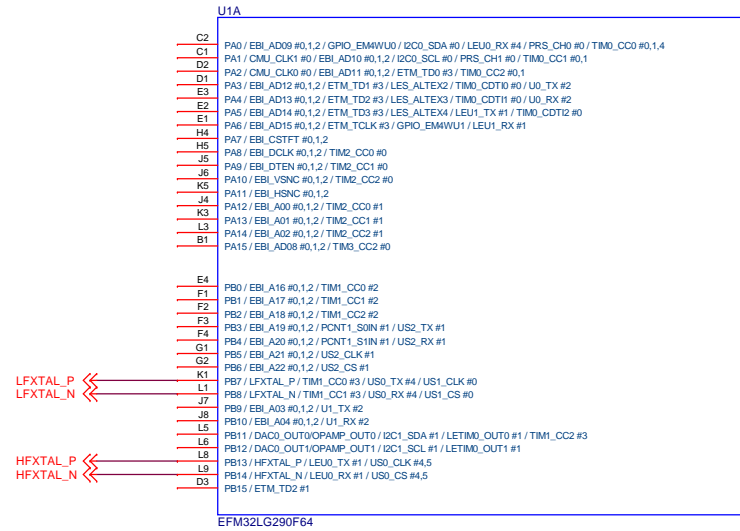 U1A
C2 PA0 / EBI_AD09 #0,1,2 / GPIO_EM4WU0 / I2C0_SDA #0 / LEU0_RX #4 / PRS_CH0 #0 / TIM0_CC0 #0,1,4
C1 PA1 / CMU_CLK1 #0 / EBI_AD10 #0,1,2 / I2C0_SCL #0 / PRS_CH1 #0 / TIM0_CC1 #0,1
D2 PA2 / CMU_CLK0 #0 / EBI_AD11 #0,1,2 / ETM_TD0 #3 / TIM0_CC2 #0,1
D1 PA3 / EBI_AD12 #0,1,2 / ETM_TD1 #3 / LES_ALTEX2 / TIM0_CDTI0 #0 / U0_TX #2
E3 PA4 / EBI_AD13 #0,1,2 / ETM_TD2 #3 / LES_ALTEX3 / TIM0_CDTI1 #0 / U0_RX #2
E2 PA5 / EBI_AD14 #0,1,2 / ETM_TD3 #3 / LES_ALTEX4 / LEU1_TX #1 / TIM0_CDTI2 #0
E1 PA6 / EBI_AD15 #0,1,2 / ETM_TCLK #3 / GPIO_EM4WU1 / LEU1_RX #1
H4 PA7 / EBI_CSTFT #0,1,2
H5 PA8 / EBI_DCLK #0,1,2 / TIM2_CC0 #0
J5 PA9 / EBI_DTEN #0,1,2 / TIM2_CC1 #0
J6 PA10 / EBI_VSNC #0,1,2 / TIM2_CC2 #0
K5 PA11 / EBI_HSNC #0,1,2
J4 PA12 / EBI_A00 #0,1,2 / TIM2_CC0 #1
K3 PA13 / EBI_A01 #0,1,2 / TIM2_CC1 #1
L3 PA14 / EBI_A02 #0,1,2 / TIM2_CC2 #1
B1 PA15 / EBI_AD08 #0,1,2 / TIM3_CC2 #0
E4 PB0 / EBI_A16 #0,1,2 / TIM1_CC0 #2
F1 PB1 / EBI_A17 #0,1,2 / TIM1_CC1 #2
F2 PB2 / EBI_A18 #0,1,2 / TIM1_CC2 #2
F3 PB3 / EBI_A19 #0,1,2 / PCNT1_S0IN #1 / US2_TX #1
F4 PB4 / EBI_A20 #0,1,2 / PCNT1_S1IN #1 / US2_RX #1
G1 PB5 / EBI_A21 #0,1,2 / US2_CLK #1
G2 PB6 / EBI_A22 #0,1,2 / US2_CS #1
LFXTAL_P K1 PB7 / LFXTAL_P / TIM1_CC0 #3 / US0_TX #4 / US1_CLK #0
LFXTAL_N L1 PB8 / LFXTAL_N / TIM1_CC1 #3 / US0_RX #4 / US1_CS #0
J7 PB9 / EBI_A03 #0,1,2 / U1_TX #2
J8 PB10 / EBI_A04 #0,1,2 / U1_RX #2
L5 PB11 / DAC0_OUT0/OPAMP_OUT0 / I2C1_SDA #1 / LETIM0_OUT0 #1 / TIM1_CC2 #3
L6 PB12 / DAC0_OUT1/OPAMP_OUT1 / I2C1_SCL #1 / LETIM0_OUT1 #1
HFXTAL_P L8 PB13 / HFXTAL_P / LEU0_TX #1 / US0_CLK #4,5
HFXTAL_N L9 PB14 / HFXTAL_N / LEU0_RX #1 / US0_CS #4,5
D3 PB15 / ETM_TD2 #1
EFM32LG290F64